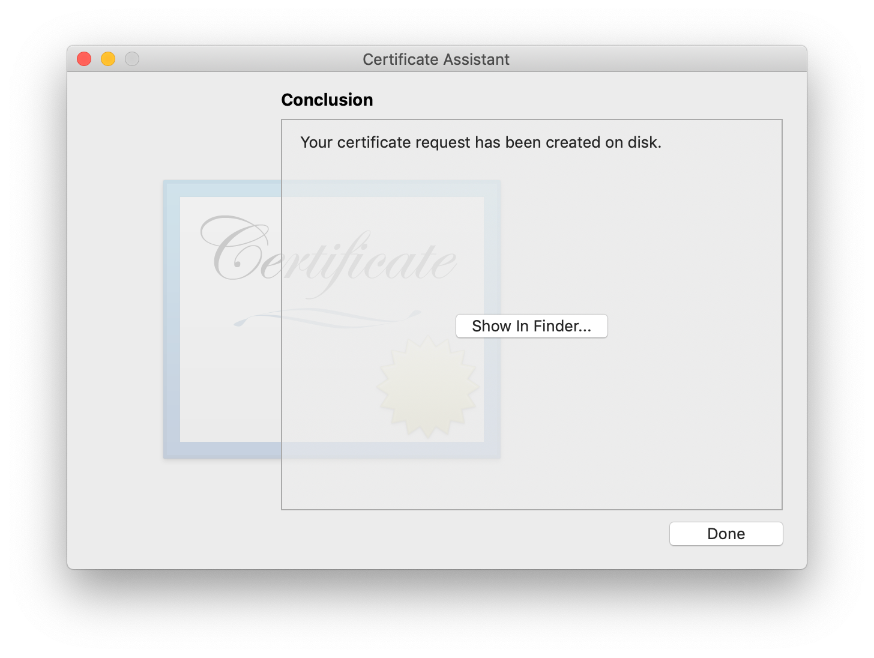 Certificate Assistant
Conclusion
Your certificate request has been created on disk.
Certificate
Show In Finder...
Done